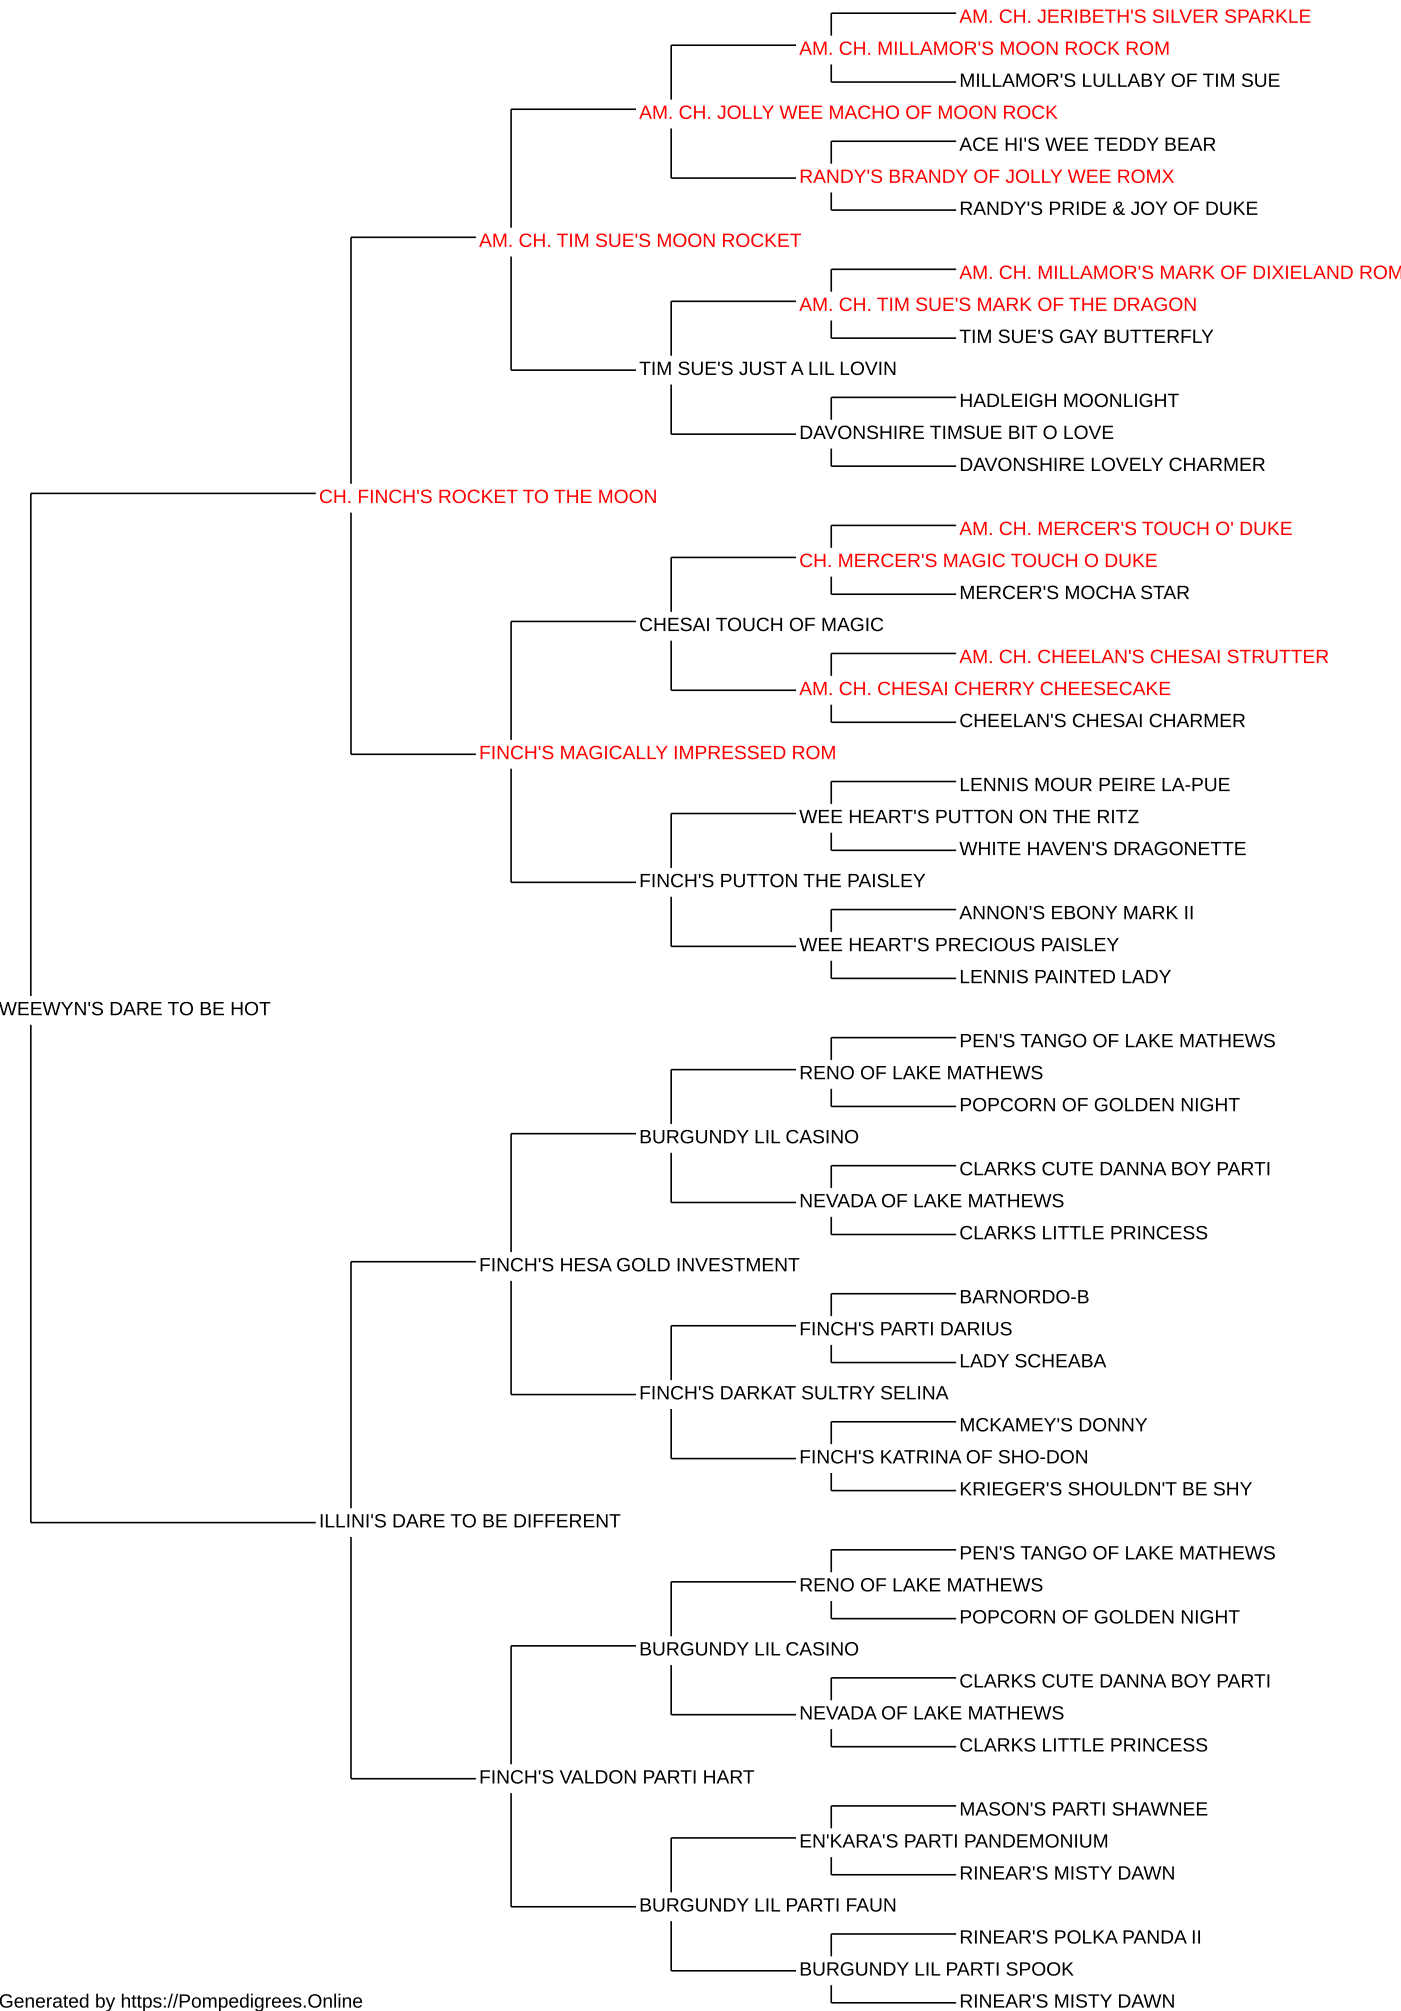 AM. CH. JERIBETH'S SILVER SPARKLE
AM. CH. MILLAMOR'S MOON ROCK ROM
MILLAMOR'S LULLABY OF TIM SUE
AM. CH. JOLLY WEE MACHO OF MOON ROCK
ACE HI'S WEE TEDDY BEAR
RANDY'S BRANDY OF JOLLY WEE ROMX
RANDY'S PRIDE & JOY OF DUKE
AM. CH. TIM SUE'S MOON ROCKET
AM. CH. MILLAMOR'S MARK OF DIXIELAND ROM
AM. CH. TIM SUE'S MARK OF THE DRAGON
TIM SUE'S GAY BUTTERFLY
TIM SUE'S JUST A LIL LOVIN
HADLEIGH MOONLIGHT
DAVONSHIRE TIMSUE BIT O LOVE
DAVONSHIRE LOVELY CHARMER
CH. FINCH'S ROCKET TO THE MOON
AM. CH. MERCER'S TOUCH O' DUKE
CH. MERCER'S MAGIC TOUCH O DUKE
MERCER'S MOCHA STAR
CHESAI TOUCH OF MAGIC
AM. CH. CHEELAN'S CHESAI STRUTTER
AM. CH. CHESAI CHERRY CHEESECAKE
CHEELAN'S CHESAI CHARMER
FINCH'S MAGICALLY IMPRESSED ROM
LENNIS MOUR PEIRE LA-PUE
WEE HEART'S PUTTON ON THE RITZ
WHITE HAVEN'S DRAGONETTE
FINCH'S PUTTON THE PAISLEY
ANNON'S EBONY MARK II
WEE HEART'S PRECIOUS PAISLEY
LENNIS PAINTED LADY
WEEWYN'S DARE TO BE HOT
PEN'S TANGO OF LAKE MATHEWS
RENO OF LAKE MATHEWS
POPCORN OF GOLDEN NIGHT
BURGUNDY LIL CASINO
CLARKS CUTE DANNA BOY PARTI
NEVADA OF LAKE MATHEWS
CLARKS LITTLE PRINCESS
FINCH'S HESA GOLD INVESTMENT
BARNORDO-B
FINCH'S PARTI DARIUS
LADY SCHEABA
FINCH'S DARKAT SULTRY SELINA
MCKAMEY'S DONNY
FINCH'S KATRINA OF SHO-DON
KRIEGER'S SHOULDN'T BE SHY
ILLINI'S DARE TO BE DIFFERENT
PEN'S TANGO OF LAKE MATHEWS
RENO OF LAKE MATHEWS
POPCORN OF GOLDEN NIGHT
BURGUNDY LIL CASINO
CLARKS CUTE DANNA BOY PARTI
NEVADA OF LAKE MATHEWS
CLARKS LITTLE PRINCESS
FINCH'S VALDON PARTI HART
MASON'S PARTI SHAWNEE
EN'KARA'S PARTI PANDEMONIUM
RINEAR'S MISTY DAWN
BURGUNDY LIL PARTI FAUN
RINEAR'S POLKA PANDA II
BURGUNDY LIL PARTI SPOOK
RINEAR'S MISTY DAWN
Generated by https://Pompedigrees.Online